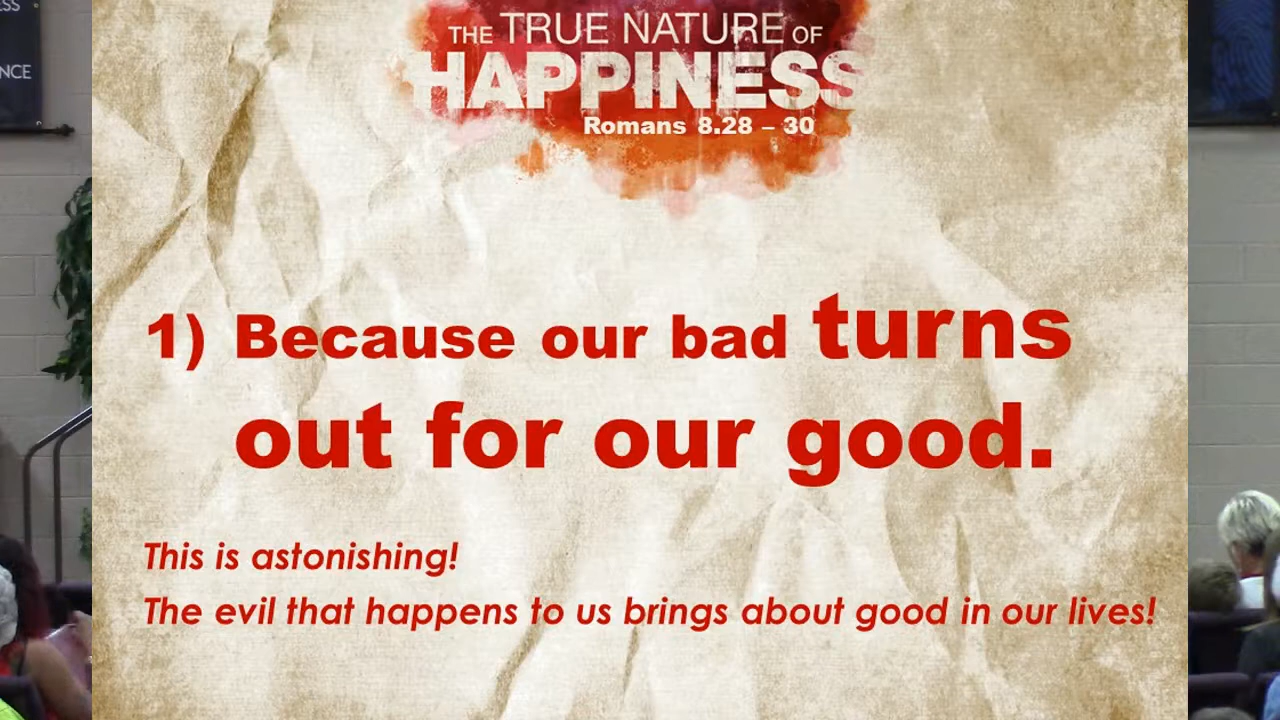 SS
NCE
THE TRUE NATURE OF
HAPPINESS
Romans 8.28 – 30
1) Because our bad turns
out for our good.
This is astonishing!
The evil that happens to us brings about good in our lives!